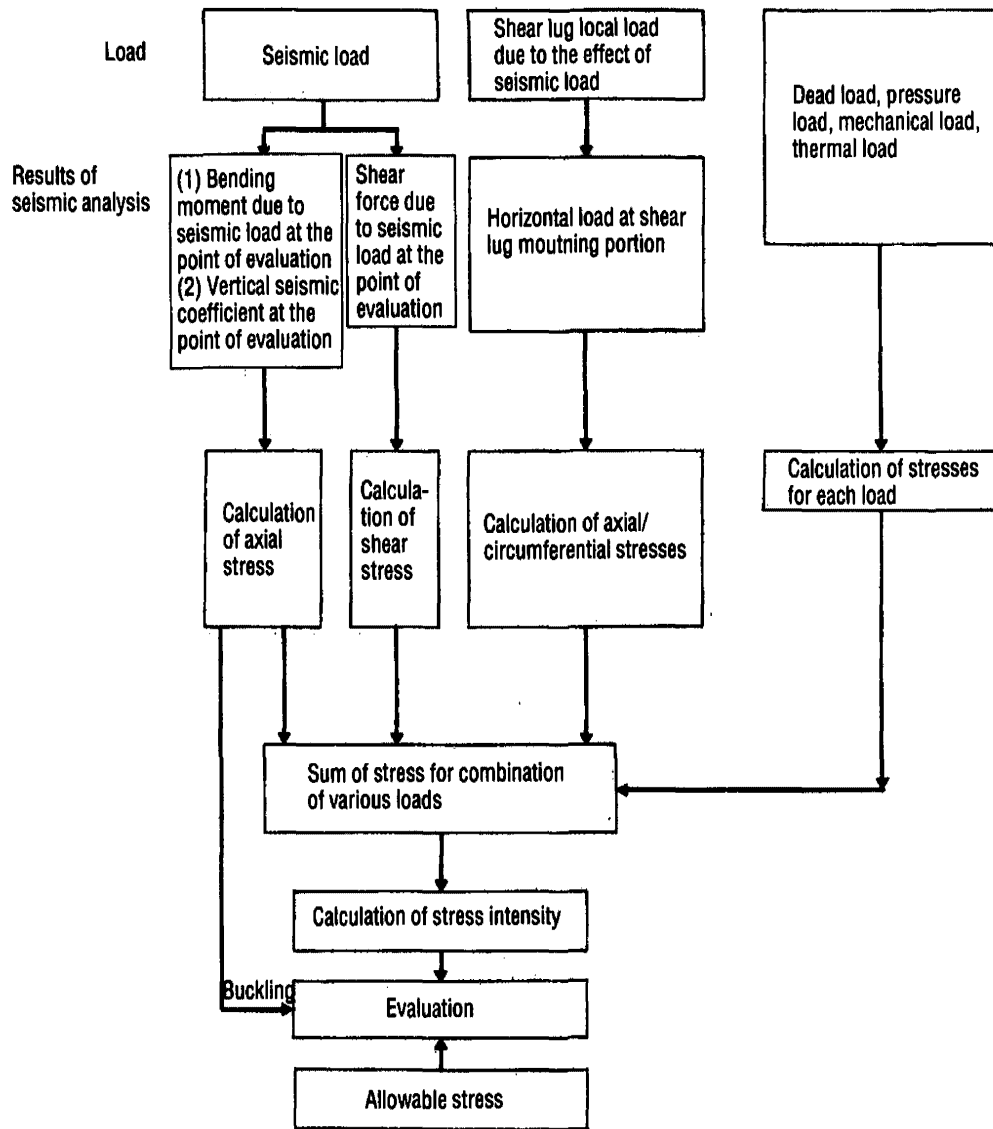 Load
Seismic load
Shear lug local load
due to the effect of
seismic load
Dead load, pressure
load, mechanical load,
thermal load
Results of
seismic analysis
(1) Bending
moment due to
seismic load at the
point of evaluation
(2) Vertical seismic
coefficient at the
point of evaluation
Shear
force due
to seismic
load at the
point of
evaluation
Horizontal load at shear
lug moutning portion
Calculation
of axial
stress
Calcula-
tion of
shear
stress
Calculation of axial/
circumferential stresses
Calculation of stresses
for each load
Sum of stress for combination
of various loads
Calculation of stress intensity
Buckling
Evaluation
Allowable stress